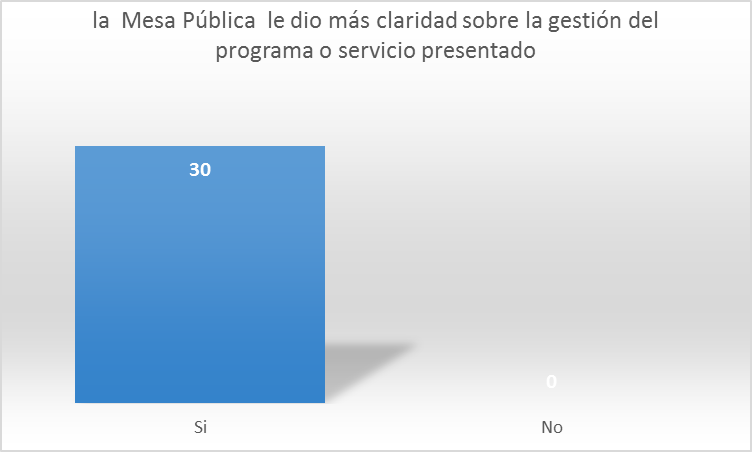 la  Mesa Pública  le dio más claridad sobre la gestión del
programa o servicio presentado
30
0
Si
No